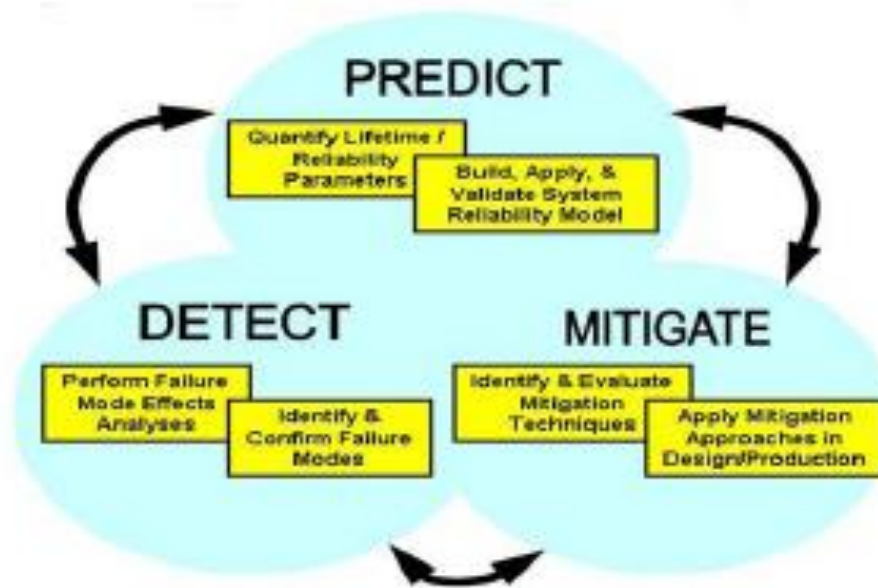 PREDICT
Quantify Lifetime /
Reliability
Parameters
Build, Apply, &
Validate System
Reliability Model
DETECT
Perform Failure
Mode Effects
Analyses
Identify &
Confirm Failure
Modes
MITIGATE
Identify & Evaluate
Mitigation
Techniques
Apply Mitigation
Approaches in
Design/Production